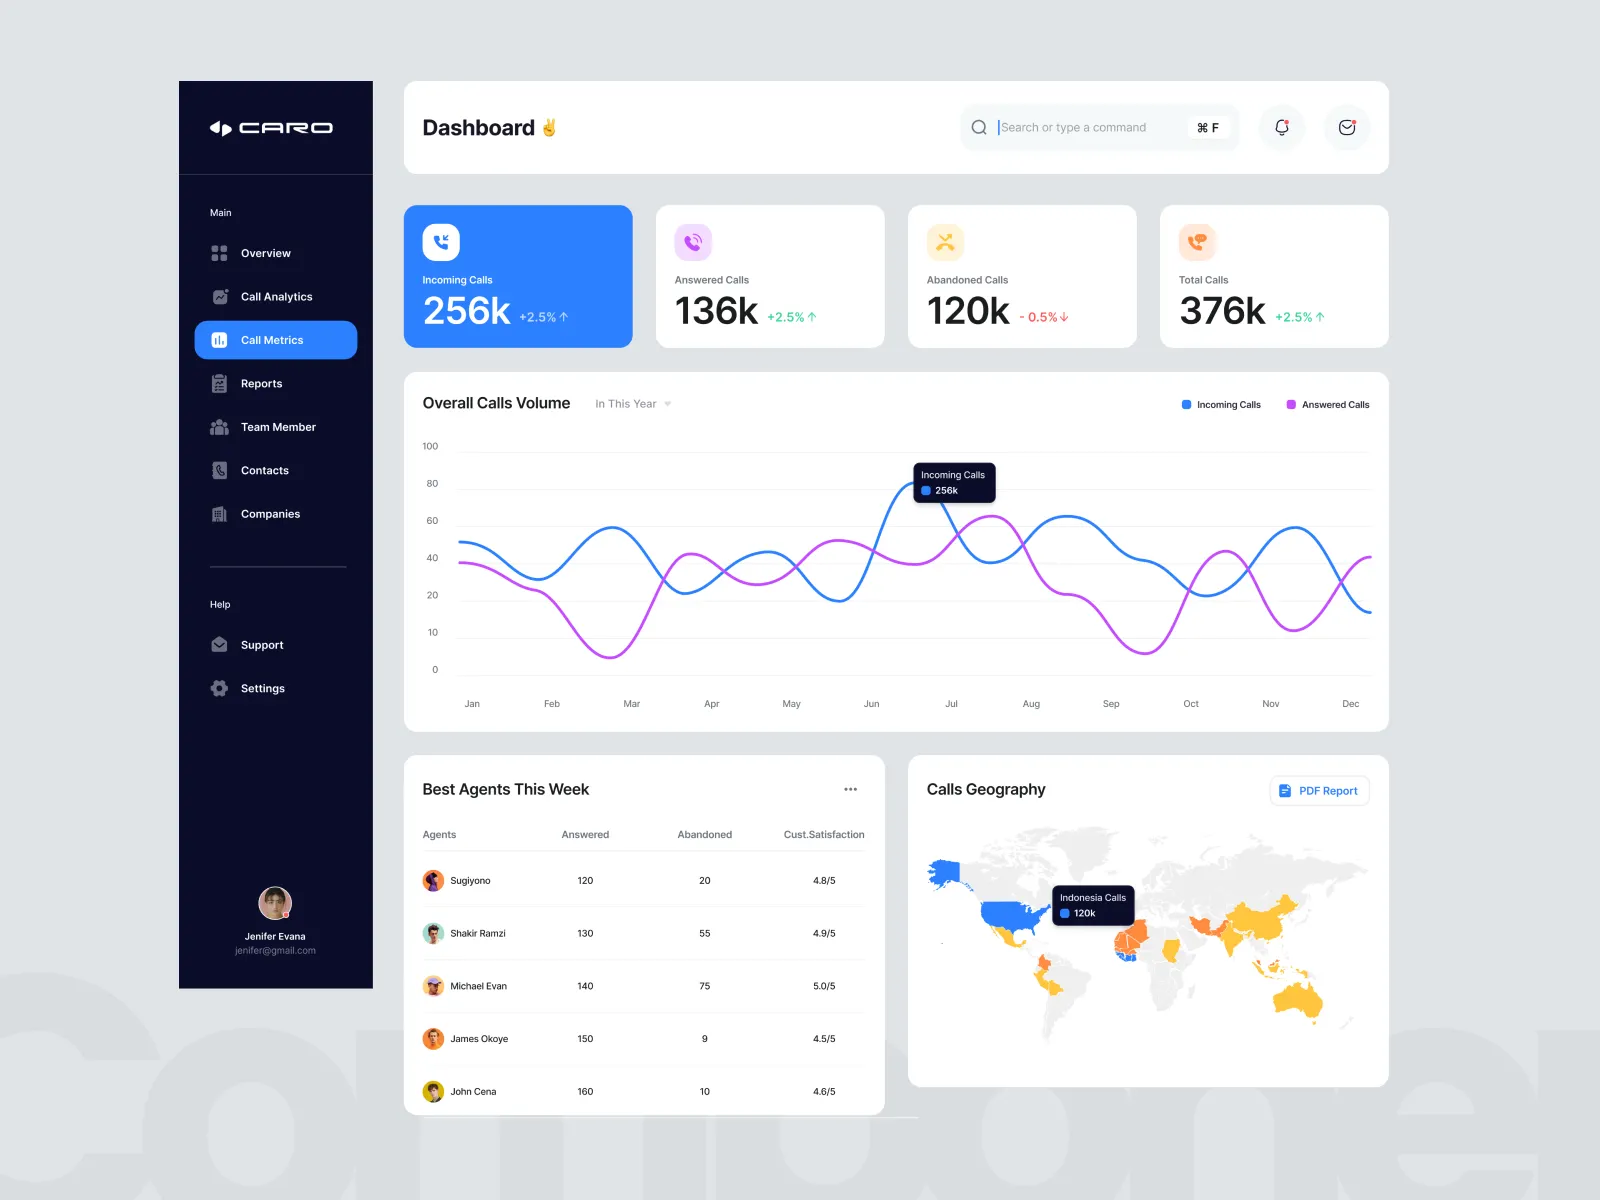 CARO
Main
Overview
Call Analytics
Call Metrics
Reports
Team Member
Contacts
Companies
Help
Support
Settings
Jenifer Evana
jenifer@gmail.com
Dashboard ✌️
Search or type a command
⌘ F
Incoming Calls
256k +2.5% ↑
Answered Calls
136k +2.5% ↑
Abandoned Calls
120k - 0.5% ↓
Total Calls
376k +2.5% ↑
Overall Calls Volume In This Year
Incoming Calls Answered Calls
100
80
60
40
20
10
0
Incoming Calls
256k
Jan Feb Mar Apr May Jun Jul Aug Sep Oct Nov Dec
Best Agents This Week
Agents Answered Abandoned Cust.Satisfaction
Sugiyono 120 20 4.8/5
Shakir Ramzi 130 55 4.9/5
Michael Evan 140 75 5.0/5
James Okoye 150 9 4.5/5
John Cena 160 10 4.6/5
Calls Geography
PDF Report
Indonesia Calls
120k